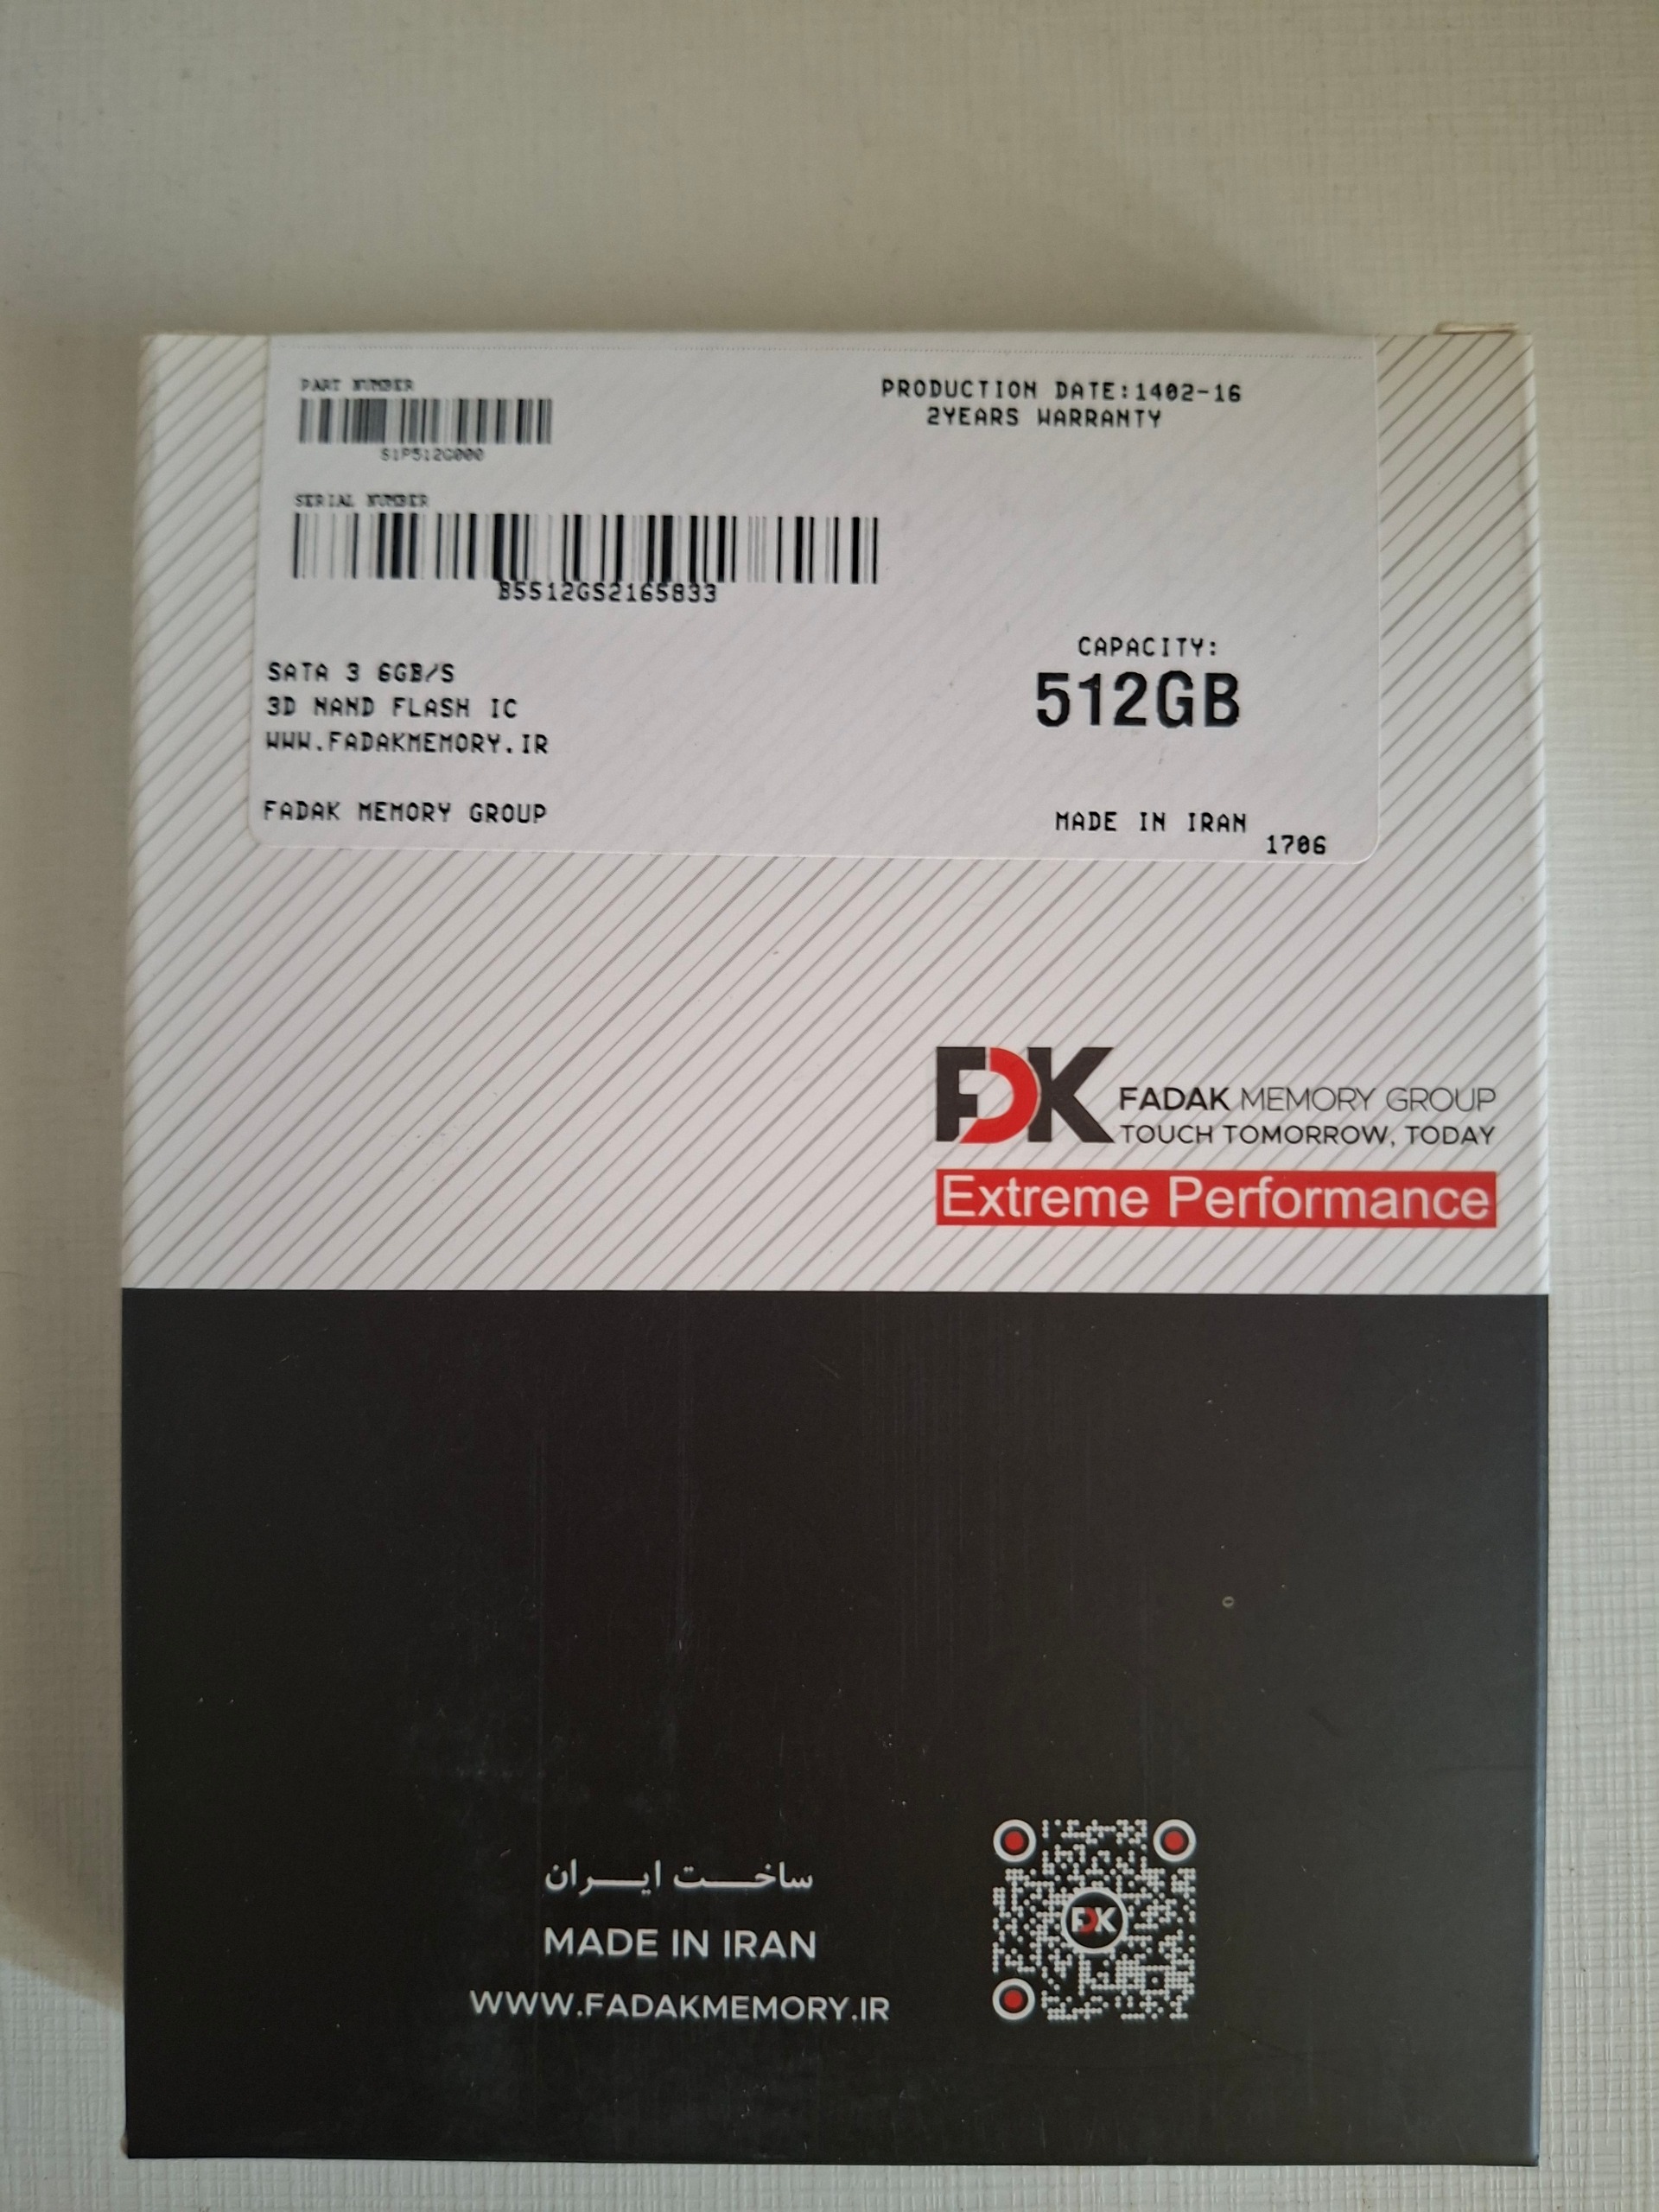 PART NUMBER
S1P512G000
PRODUCTION DATE:1402-16
2YEARS WARRANTY
SERIAL NUMBER
B5512GS2165833
SATA 3 6GB/S
3D NAND FLASH IC
WWW.FADAKMEMORY.IR
CAPACITY:
512GB
FADAK MEMORY GROUP
MADE IN IRAN
1706
FDK
FADAK MEMORY GROUP
TOUCH TOMORROW, TODAY
Extreme Performance
ساخت ایران
MADE IN IRAN
WWW.FADAKMEMORY.IR
FDK